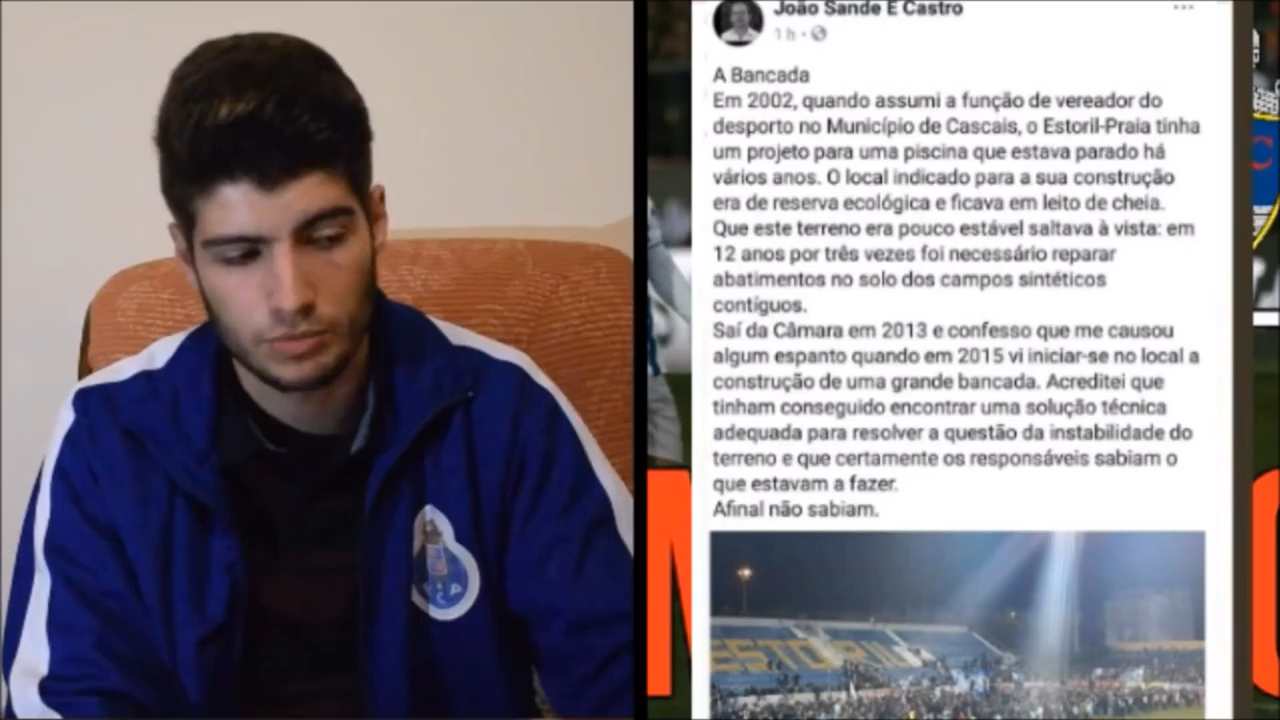 João Sande E Castro
1 h
A Bancada
Em 2002, quando assumi a função de vereador do
desporto no Município de Cascais, o Estoril-Praia tinha
um projeto para uma piscina que estava parado há
vários anos. O local indicado para a sua construção
era de reserva ecológica e ficava em leito de cheia.
Que este terreno era pouco estável saltava à vista: em
12 anos por três vezes foi necessário reparar
abatimentos no solo dos campos sintéticos
contíguos.
Saí da Câmara em 2013 e confesso que me causou
algum espanto quando em 2015 vi iniciar-se no local a
construção de uma grande bancada. Acreditei que
tinham conseguido encontrar uma solução técnica
adequada para resolver a questão da instabilidade do
terreno e que certamente os responsáveis sabiam o
que estavam a fazer.
Afinal não sabiam.
ESTORIL